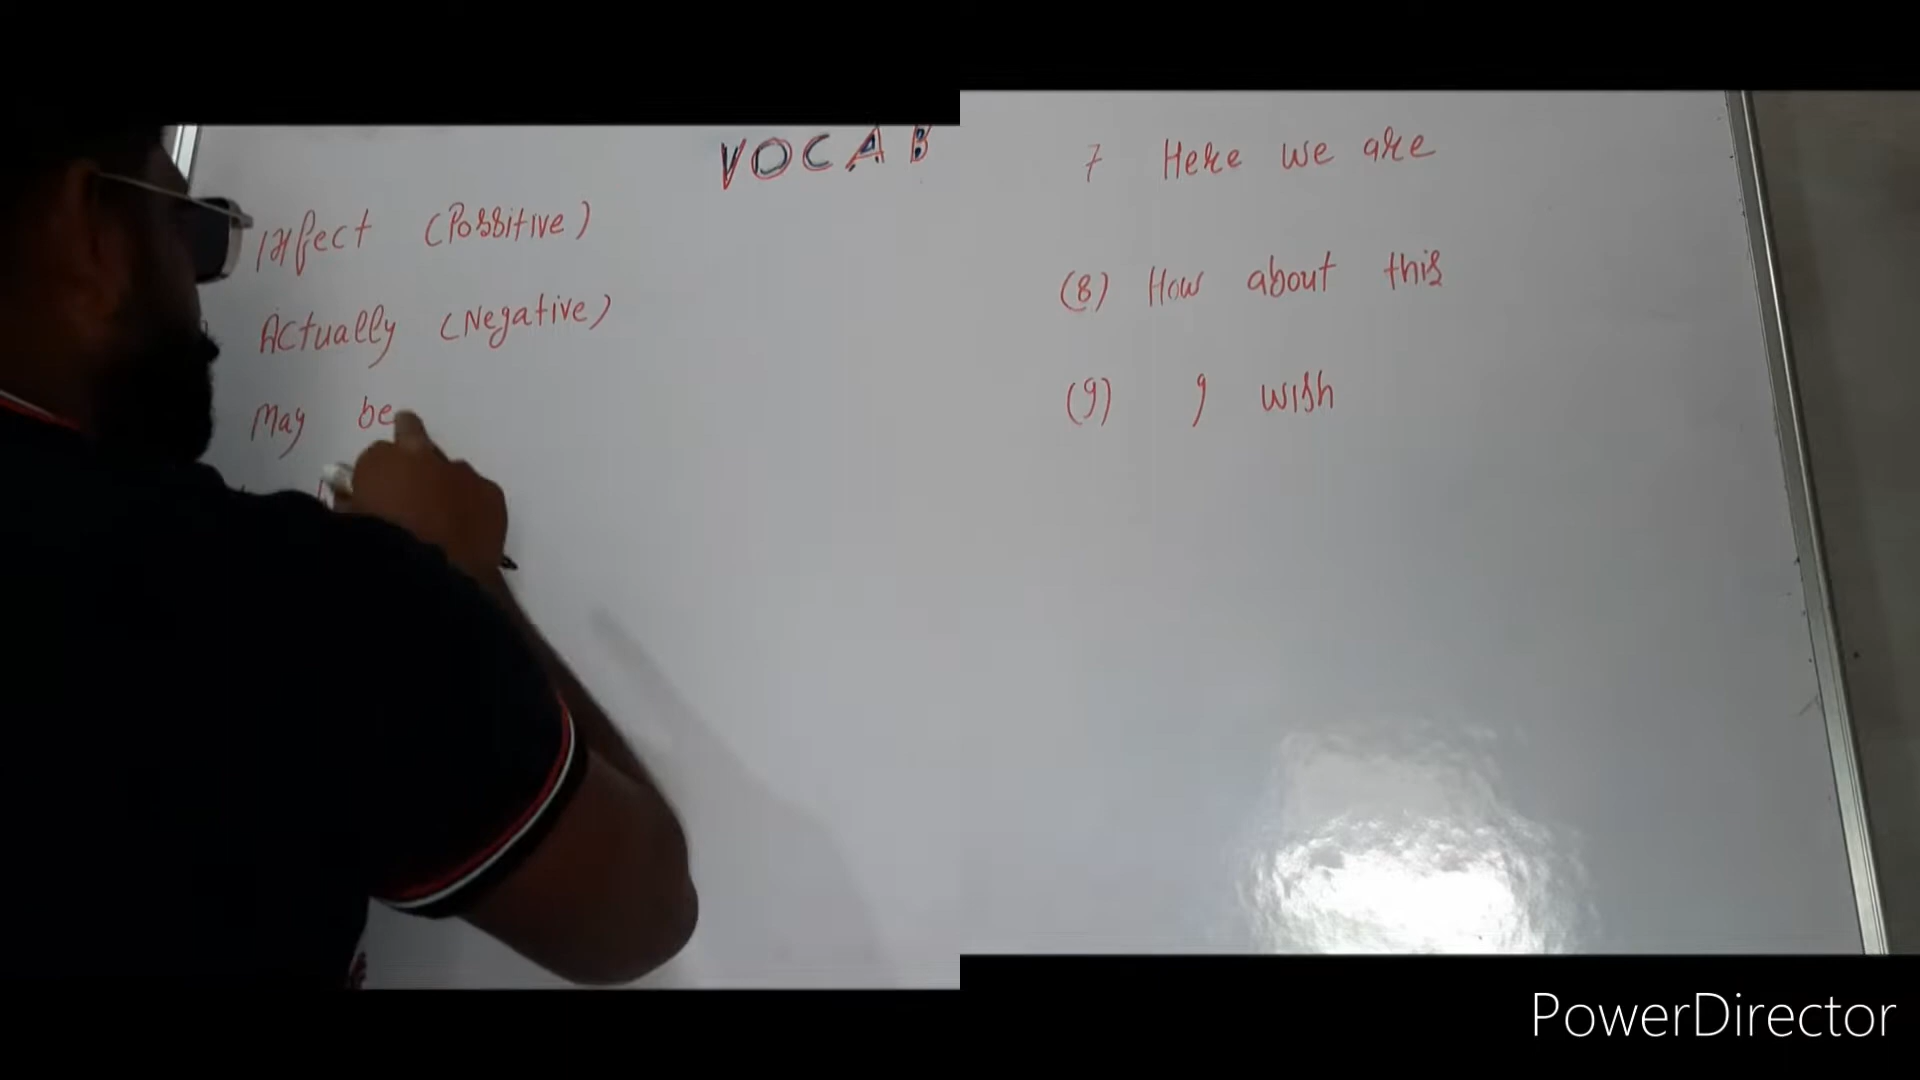 VOCAB
Infect (Possitive)
Actually (Negative)
May be
7 Here we are
(8) How about this
(9) I wish
PowerDirector